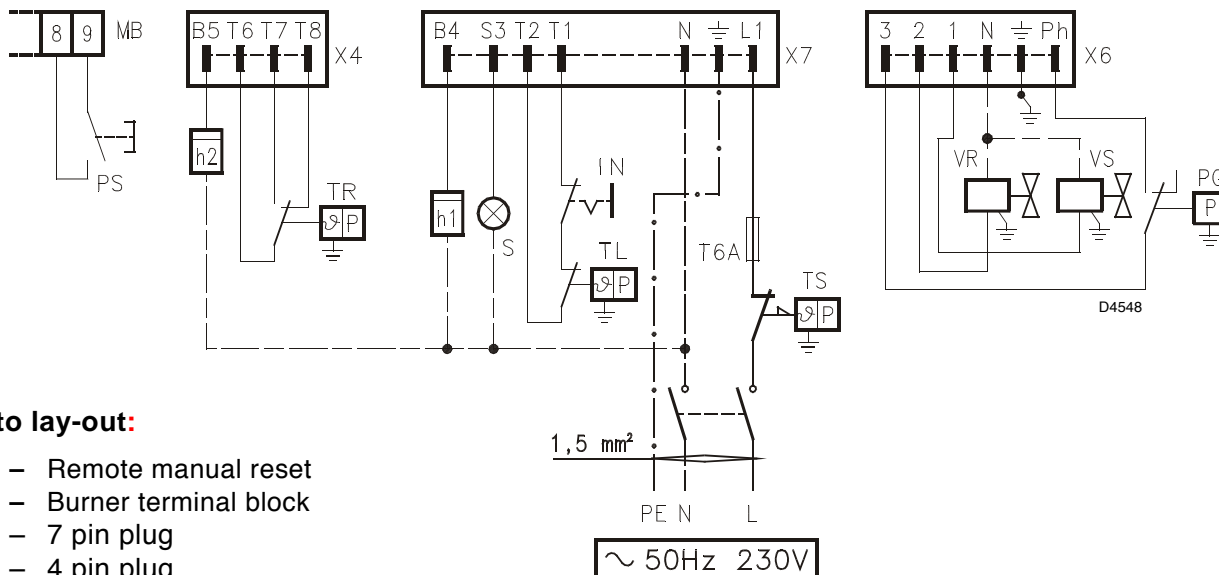 8 9 MB
B5 T6 T7 T8
X4
B4 S3 T2 T1 N L1
X7
3 2 1 N Ph
X6
PS
h2
TR
ϑ P
h1
S
IN
TL
ϑ P
T6A
TS
ϑ P
VR VS
PG
P
D4548
1,5 mm²
PE N L
~ 50Hz 230V
to lay-out:
– Remote manual reset
– Burner terminal block
– 7 pin plug
– 4 pin plug